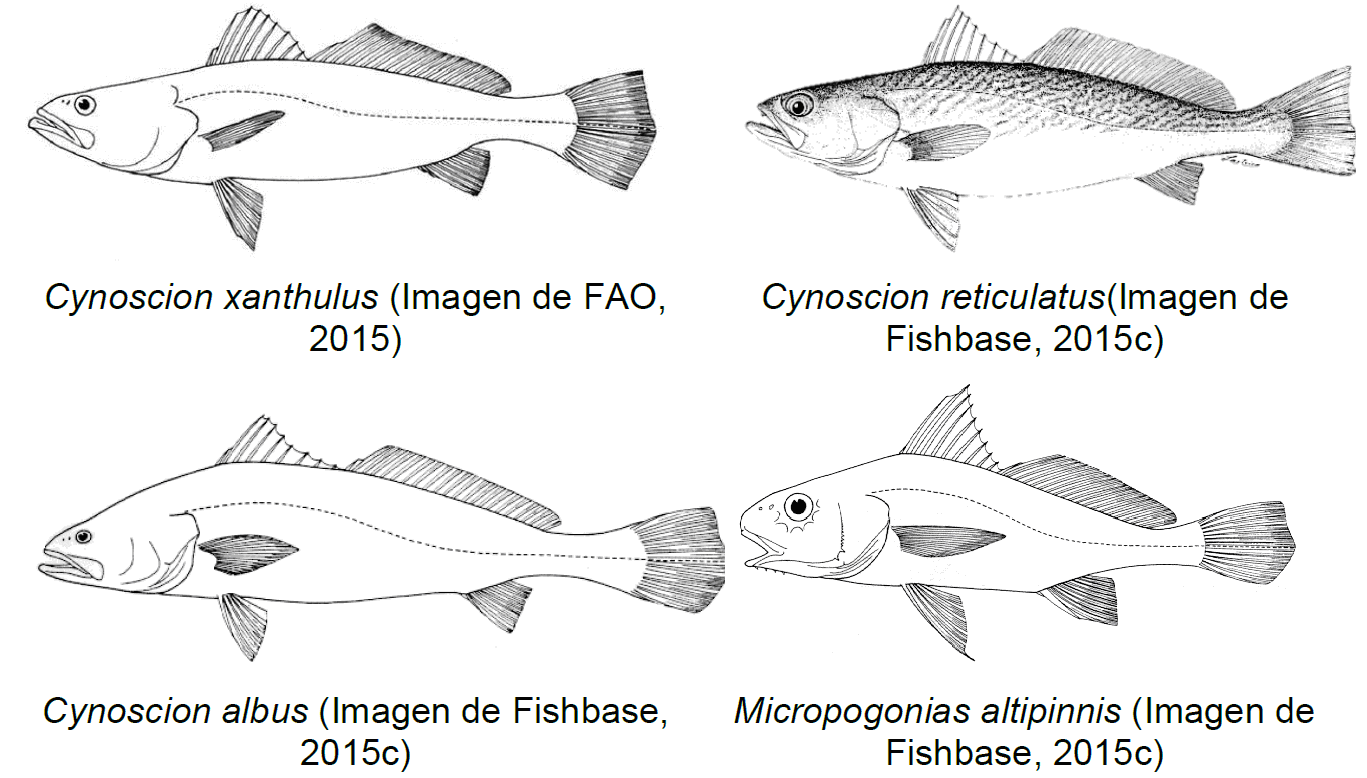 Cynoscion xanthulus (Imagen de FAO,
2015)
Cynoscion reticulatus(Imagen de
Fishbase, 2015c)
Cynoscion albus (Imagen de Fishbase,
2015c)
Micropogonias altipinnis (Imagen de
Fishbase, 2015c)